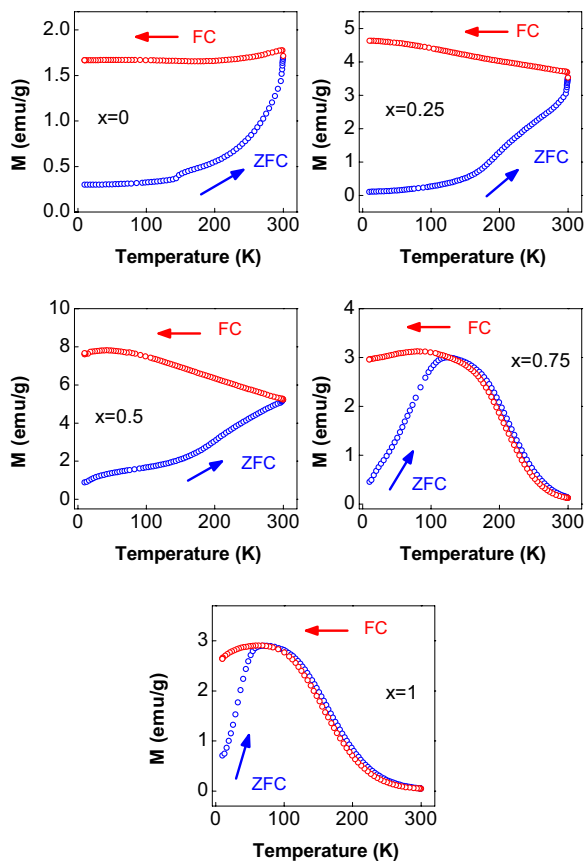 FC
2.0
1.5
1.0
0.5
0.0
M (emu/g)
x=0
ZFC
0 100 200 300
Temperature (K)
FC
5
4
3
2
1
0
M (emu/g)
x=0.25
ZFC
0 100 200 300
Temperature (K)
FC
10
8
6
4
2
0
M (emu/g)
x=0.5
ZFC
0 100 200 300
Temperature (K)
FC
4
3
2
1
0
M (emu/g)
x=0.75
ZFC
0 100 200 300
Temperature (K)
FC
3
2
1
0
M (emu/g)
x=1
ZFC
0 100 200 300
Temperature (K)